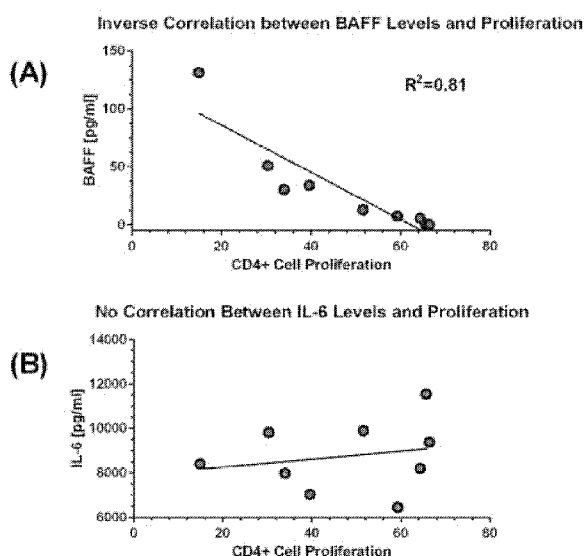 Inverse Correlation between BAFF Levels and Proliferation
(A)
R²=0.81
BAFF [pg/ml]
150
100
50
0
0 20 40 60 80
CD4+ Cell Proliferation
No Correlation Between IL-6 Levels and Proliferation
(B)
IL-6 [pg/ml]
14000
12000
10000
8000
6000
0 20 40 60 80
CD4+ Cell Proliferation